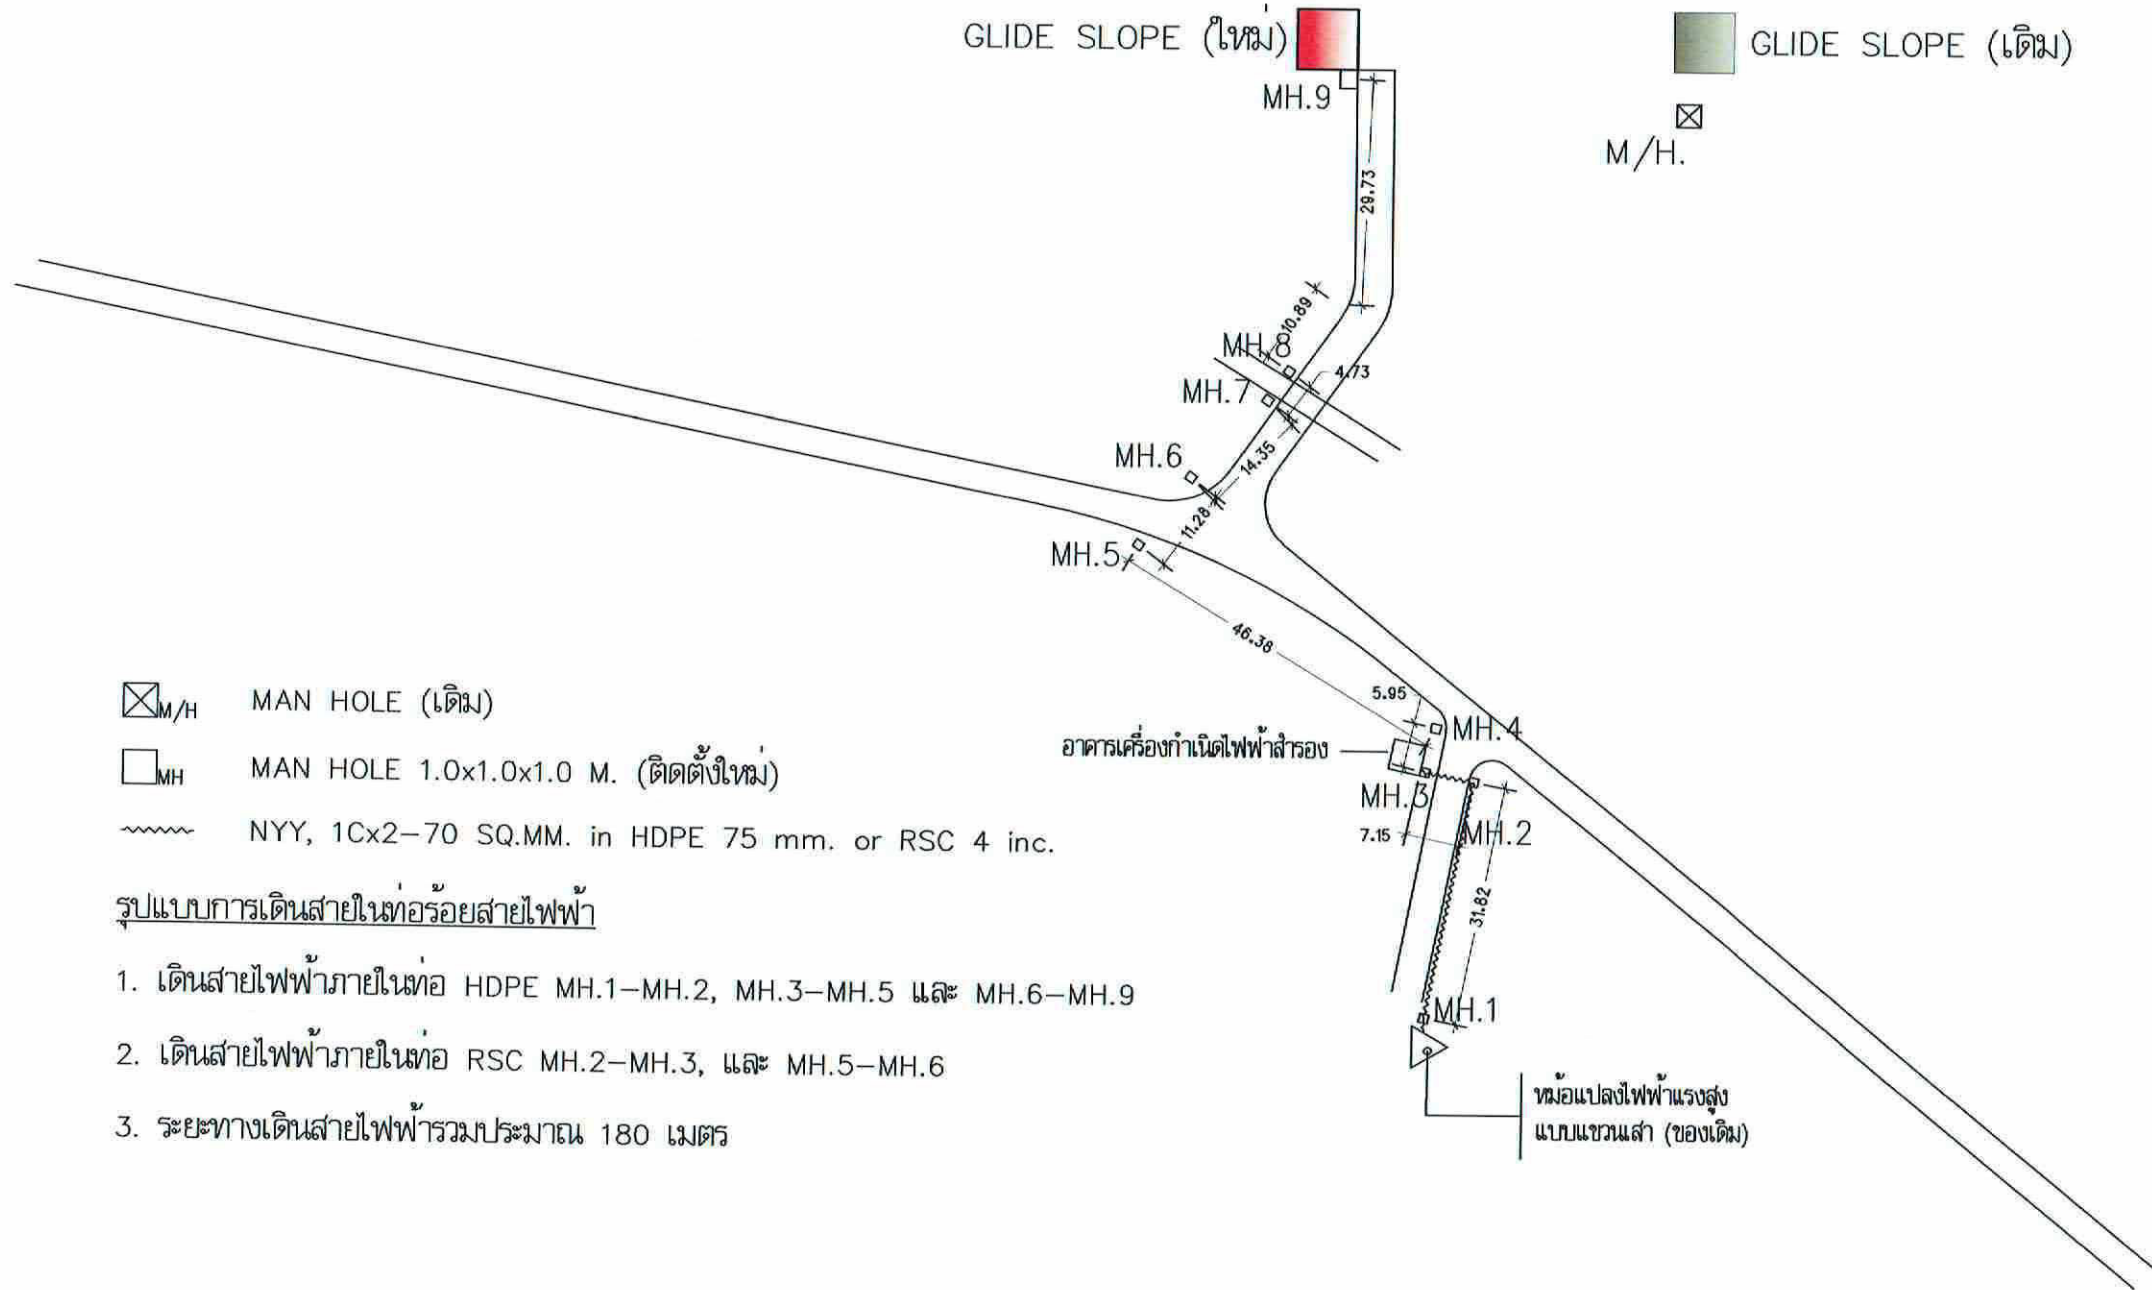 GLIDE SLOPE (ใหม่)
GLIDE SLOPE (เดิม)
MH.9
M/H.
29.73
10.89
MH.8
4.73
MH.7
14.35
MH.6
11.28
MH.5
46.38
5.95
MH.4
อาคารเครื่องกำเนิดไฟฟ้าสำรอง
MH.3
7.15
MH.2
31.82
MH.1
หม้อแปลงไฟฟ้าแรงสูง
แบบแขวนเสา (ของเดิม)
M/H MAN HOLE (เดิม)
MH MAN HOLE 1.0x1.0x1.0 M. (ติดตั้งใหม่)
NYY, 1Cx2-70 SQ.MM. in HDPE 75 mm. or RSC 4 inc.
รูปแบบการเดินสายในท่อร้อยสายไฟฟ้า
1. เดินสายไฟฟ้าภายในท่อ HDPE MH.1-MH.2, MH.3-MH.5 และ MH.6-MH.9
2. เดินสายไฟฟ้าภายในท่อ RSC MH.2-MH.3, และ MH.5-MH.6
3. ระยะทางเดินสายไฟฟ้ารวมประมาณ 180 เมตร